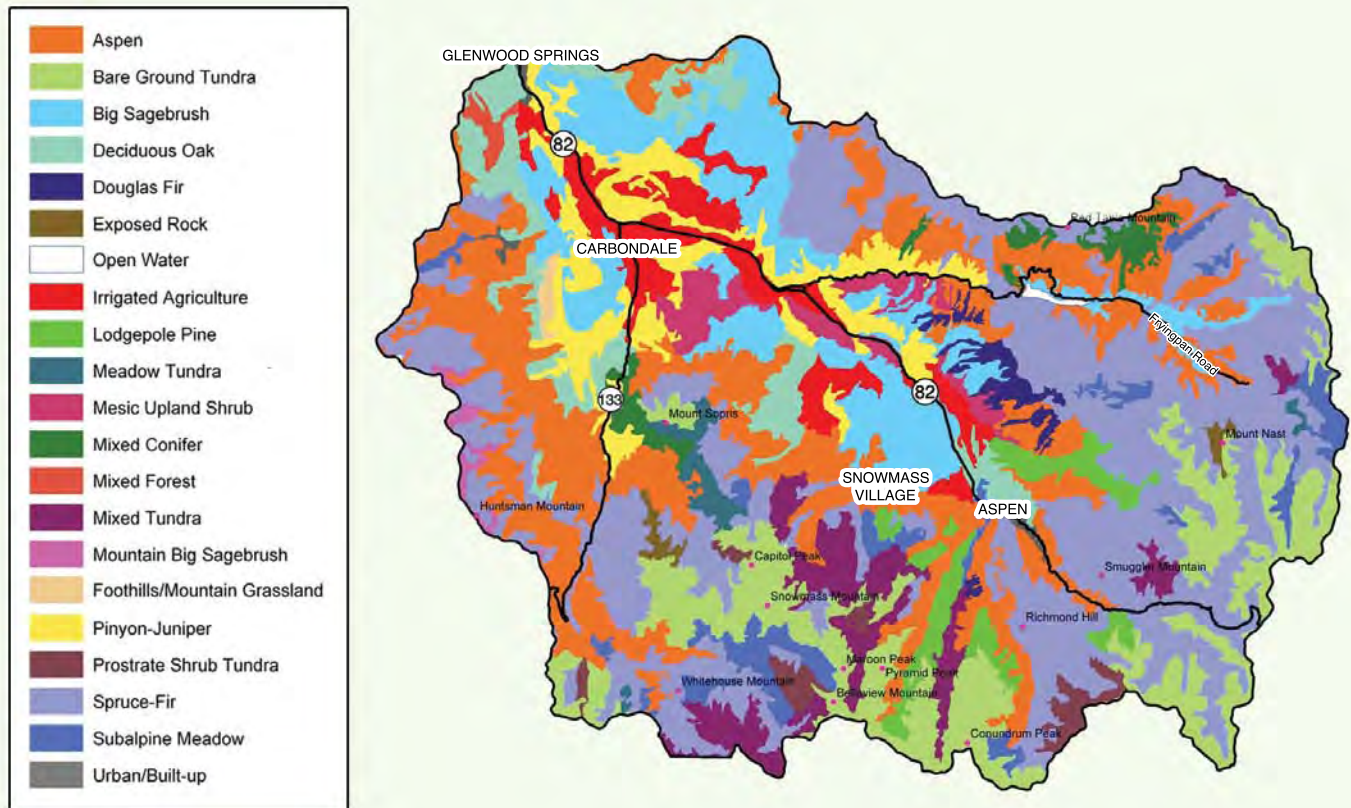 Aspen
Bare Ground Tundra
Big Sagebrush
Deciduous Oak
Douglas Fir
Exposed Rock
Open Water
Irrigated Agriculture
Lodgepole Pine
Meadow Tundra
Mesic Upland Shrub
Mixed Conifer
Mixed Forest
Mixed Tundra
Mountain Big Sagebrush
Foothills/Mountain Grassland
Pinyon-Juniper
Prostrate Shrub Tundra
Spruce-Fir
Subalpine Meadow
Urban/Built-up
GLENWOOD SPRINGS
82
Red Table Mountain
CARBONDALE
Fryingpan Road
82
133
Mount Sopris
Mount Nast
SNOWMASS
VILLAGE
Huntsman Mountain
ASPEN
Capitol Peak
Smuggler Mountain
Snowmass Mountain
Richmond Hill
Maroon Peak
Pyramid Point
Whitehouse Mountain
Belleview Mountain
Conundrum Peak